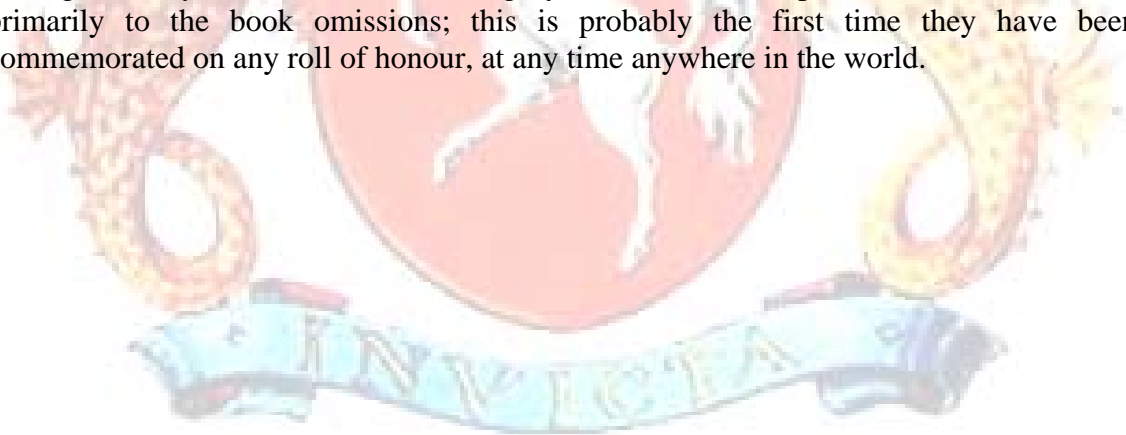 primarily to the book omissions; this is probably the first time they have been
commemorated on any roll of honour, at any time anywhere in the world.
INVICTA